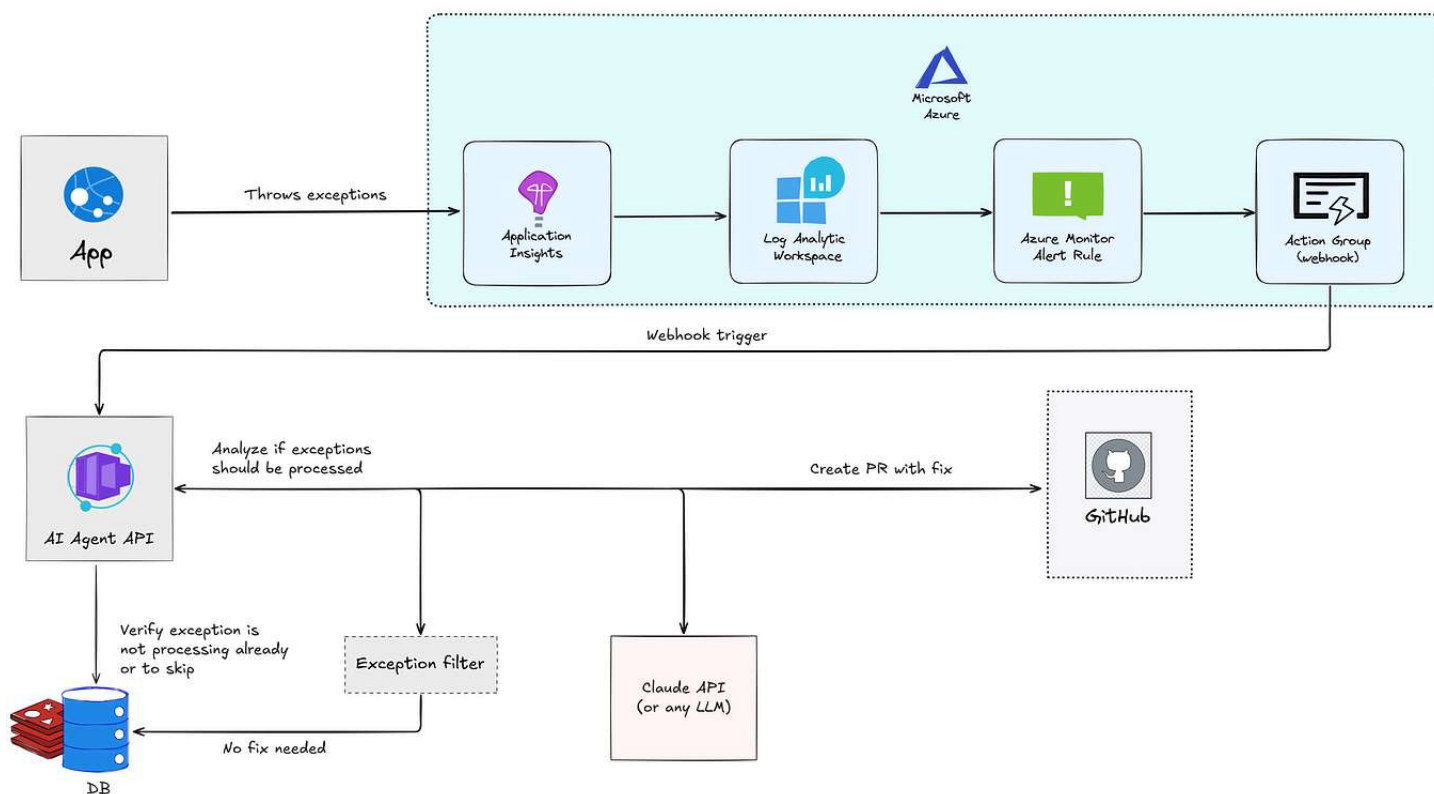 Microsoft
Azure
App
Throws exceptions
Application
Insights
Log Analytic
Workspace
Azure Monitor
Alert Rule
Action Group
(webhook)
Webhook trigger
AI Agent API
Analyze if exceptions
should be processed
Create PR with fix
GitHub
Verify exception is
not processing already
or to skip
Exception filter
Claude API
(or any LLM)
No fix needed
DB